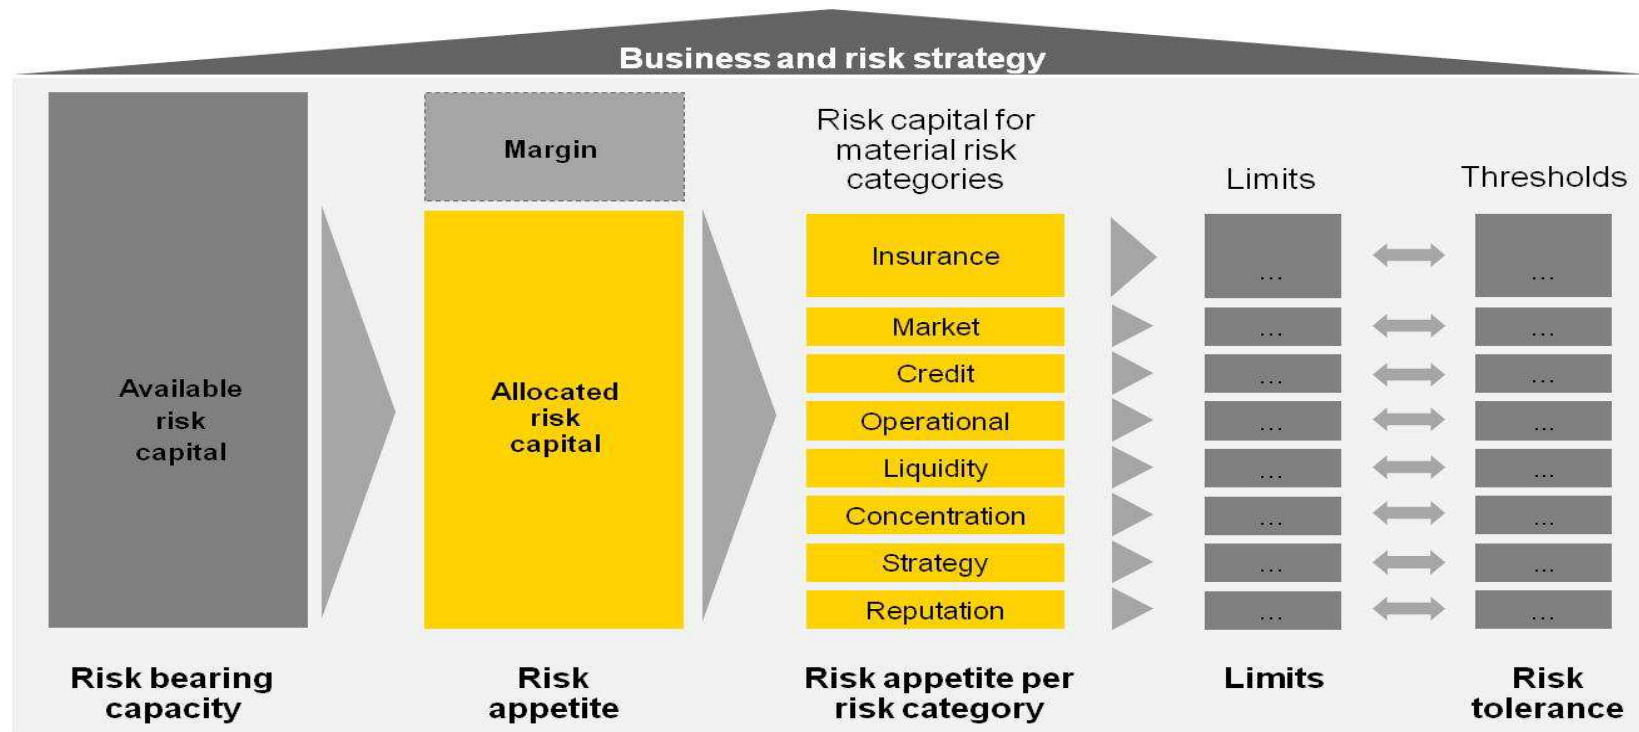 Business and risk strategy
Available
risk
capital
Margin
Allocated
risk
capital
Risk capital for
material risk
categories
Insurance
Market
Credit
Operational
Liquidity
Concentration
Strategy
Reputation
Limits
...
...
...
...
...
...
...
...
Thresholds
...
...
...
...
...
...
...
...
Risk bearing
capacity
Risk
appetite
Risk appetite per
risk category
Limits
Risk
tolerance